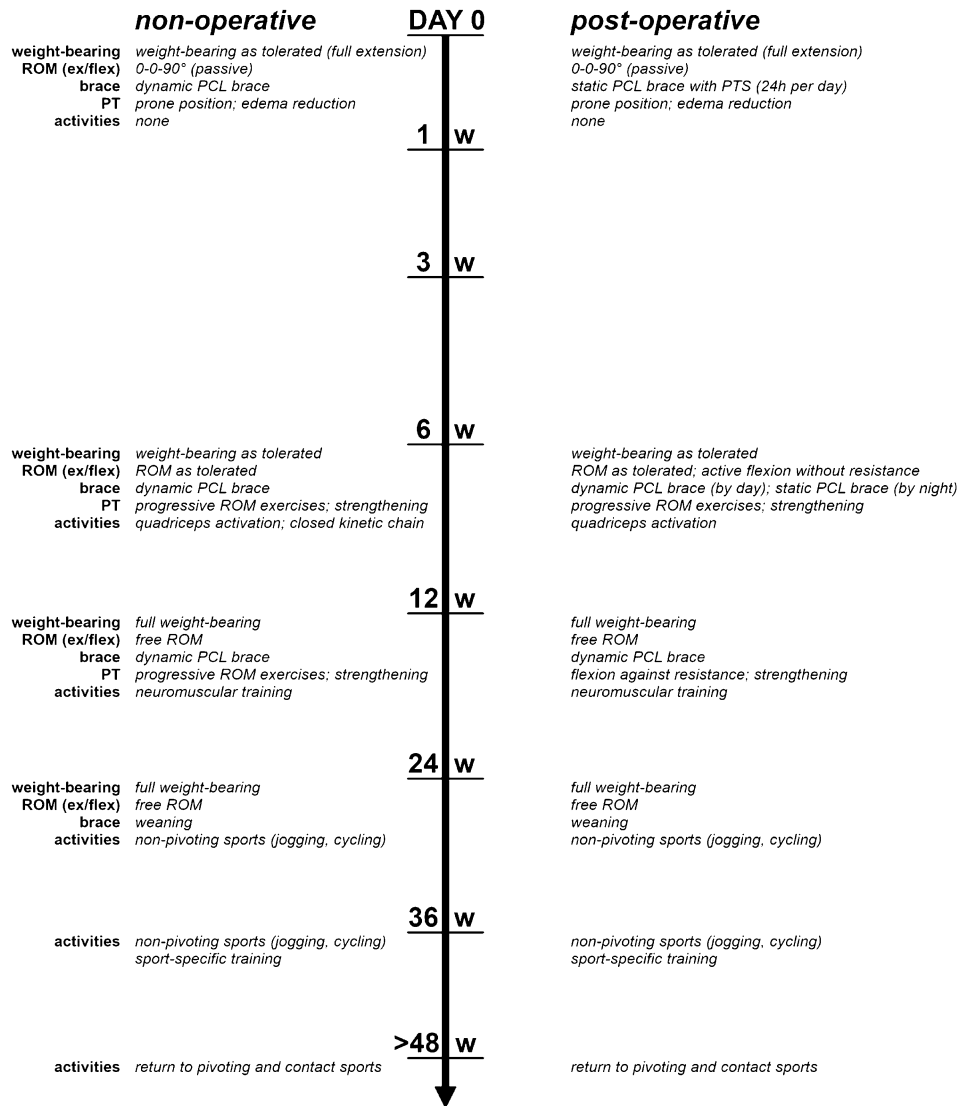 non-operative DAY 0 post-operative
weight-bearing weight-bearing as tolerated (full extension) weight-bearing as tolerated (full extension)
ROM (ex/flex) 0-0-90° (passive) 0-0-90° (passive)
brace dynamic PCL brace static PCL brace with PTS (24h per day)
PT prone position; edema reduction prone position; edema reduction
activities none none
1 w
3 w
6 w
weight-bearing weight-bearing as tolerated weight-bearing as tolerated
ROM (ex/flex) ROM as tolerated ROM as tolerated; active flexion without resistance
brace dynamic PCL brace dynamic PCL brace (by day); static PCL brace (by night)
PT progressive ROM exercises; strengthening progressive ROM exercises; strengthening
activities quadriceps activation; closed kinetic chain quadriceps activation
12 w
weight-bearing full weight-bearing full weight-bearing
ROM (ex/flex) free ROM free ROM
brace dynamic PCL brace dynamic PCL brace
PT progressive ROM exercises; strengthening flexion against resistance; strengthening
activities neuromuscular training neuromuscular training
24 w
weight-bearing full weight-bearing full weight-bearing
ROM (ex/flex) free ROM free ROM
brace weaning weaning
activities non-pivoting sports (jogging, cycling) non-pivoting sports (jogging, cycling)
36 w
activities non-pivoting sports (jogging, cycling) non-pivoting sports (jogging, cycling)
sport-specific training sport-specific training
>48 w
activities return to pivoting and contact sports return to pivoting and contact sports